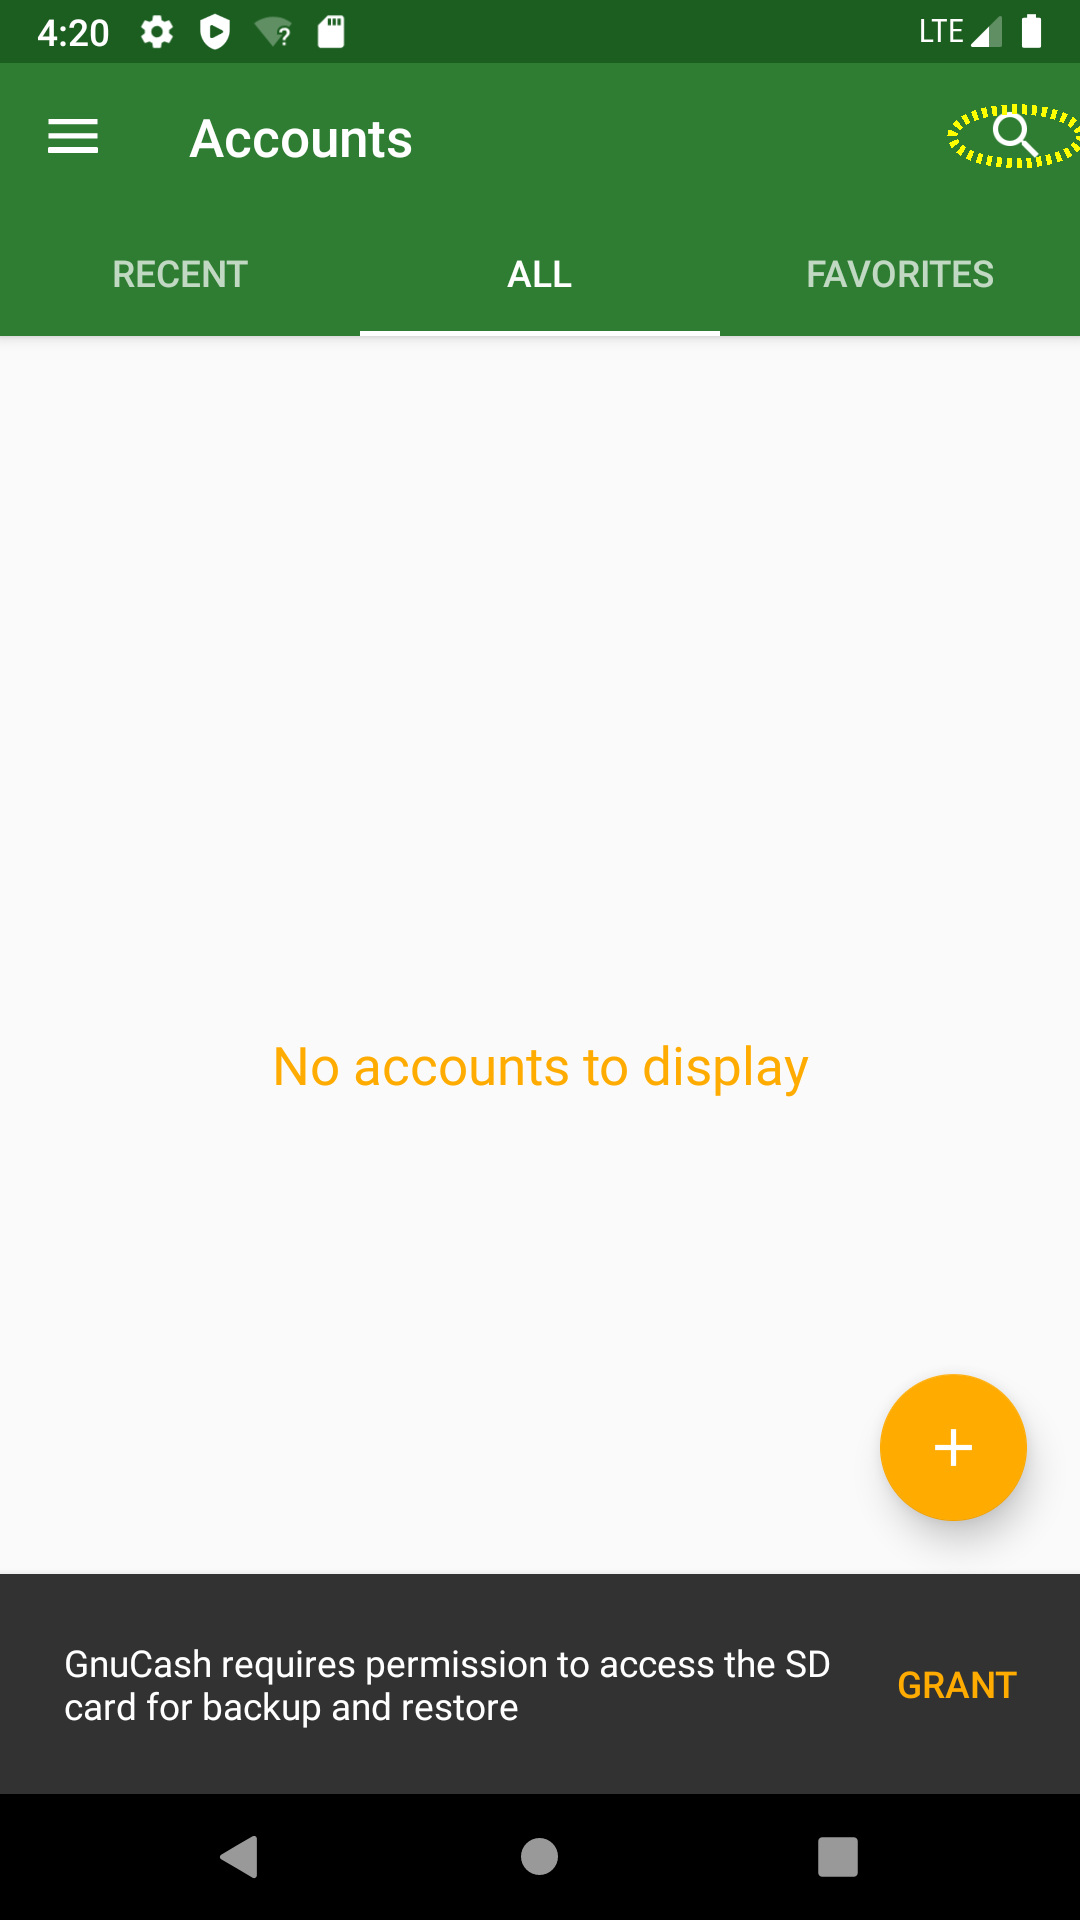 4:20 LTE
Accounts
RECENT ALL FAVORITES
No accounts to display
GnuCash requires permission to access the SD
card for backup and restore
GRANT